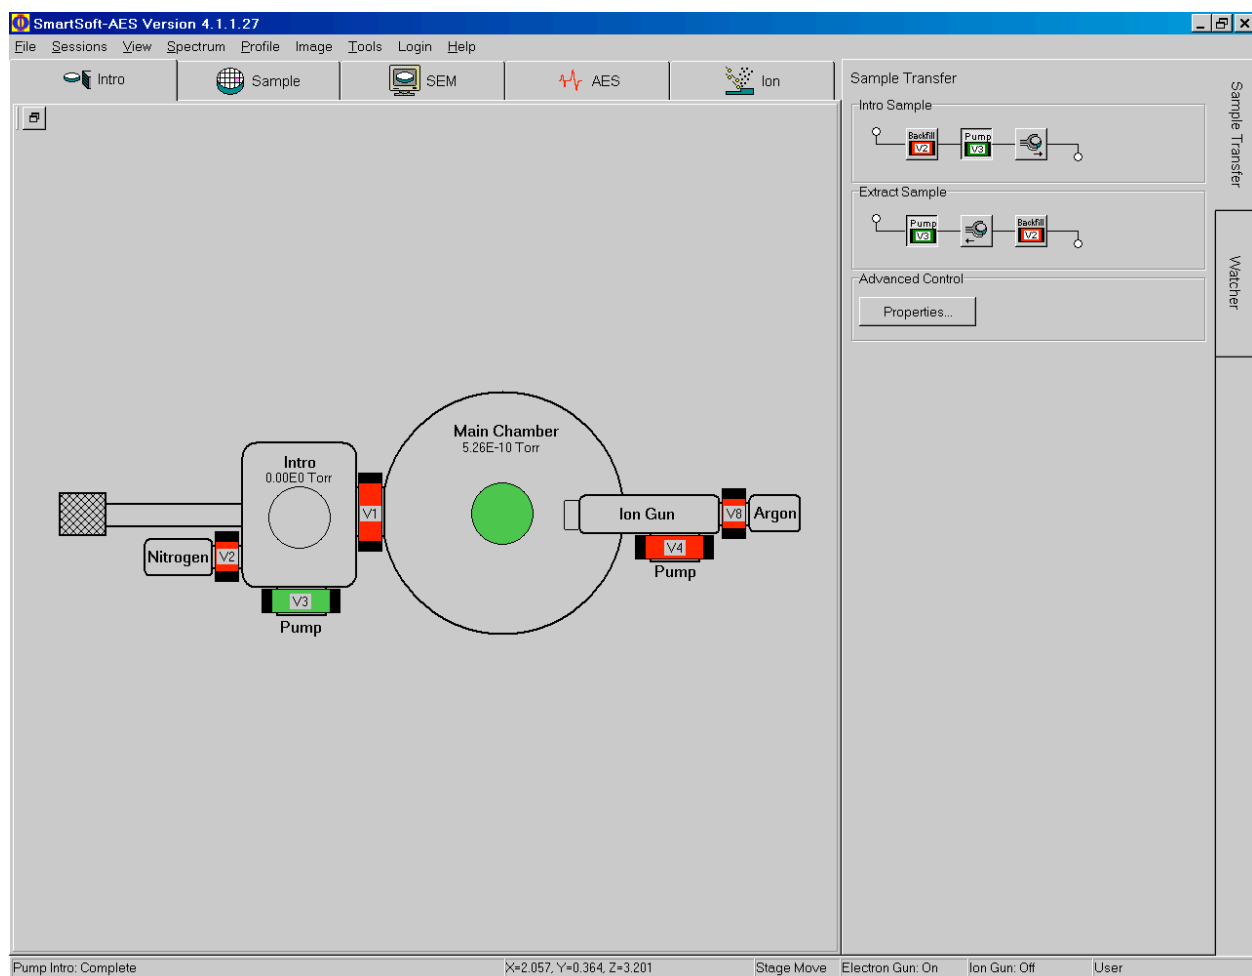 SmartSoft-AES Version 4.1.1.27
File Sessions View Spectrum Profile Image Tools Login Help
Intro Sample SEM AES Ion
Sample Transfer
Intro Sample
Backfill V2 Pump V3
Extract Sample
Pump V3 Backfill V2
Advanced Control
Properties...
Sample Transfer
Watcher
Main Chamber
5.26E-10 Torr
Intro
0.00E0 Torr
V1
Ion Gun V8 Argon
Nitrogen V2
V4
Pump
V3
Pump
Pump Intro: Complete X=2.057, Y=0.364, Z=3.201 Stage Move Electron Gun: On Ion Gun: Off User